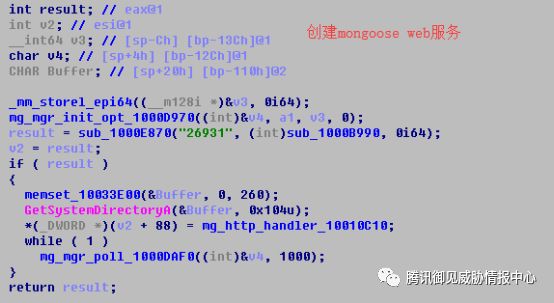 int result; // eax@1
int v2; // esi@1
__int64 v3; // [sp-Ch] [bp-13Ch]@1
创建mongoose web服务
char v4; // [sp+4h] [bp-12Ch]@1
CHAR Buffer; // [sp+20h] [bp-110h]@2
_mm_storel_epi64((__m128i *)&v3, 0i64);
mg_mgr_init_opt_1000D970((int)&v4, a1, v3, 0);
result = sub_1000E870("26931", (int)sub_1000B990, 0i64);
v2 = result;
if ( result )
{
memset_10033E00(&Buffer, 0, 260);
GetSystemDirectoryA(&Buffer, 0x104u);
*(_DWORD *)(v2 + 88) = mg_http_handler_10010C10;
while ( 1 )
mg_mgr_poll_1000DAF0((int)&v4, 1000);
}
return result;
腾讯御见威胁情报中心